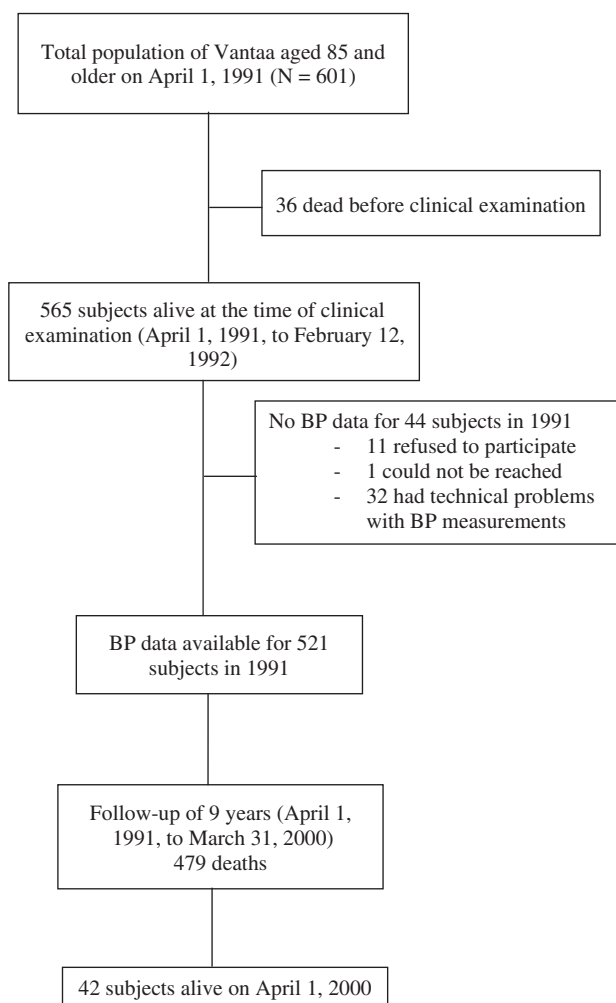 Total population of Vantaa aged 85 and
older on April 1, 1991 (N = 601)
36 dead before clinical examination
565 subjects alive at the time of clinical
examination (April 1, 1991, to February 12,
1992)
No BP data for 44 subjects in 1991
- 11 refused to participate
- 1 could not be reached
- 32 had technical problems
with BP measurements
BP data available for 521
subjects in 1991
Follow-up of 9 years (April 1,
1991, to March 31, 2000)
479 deaths
42 subjects alive on April 1, 2000